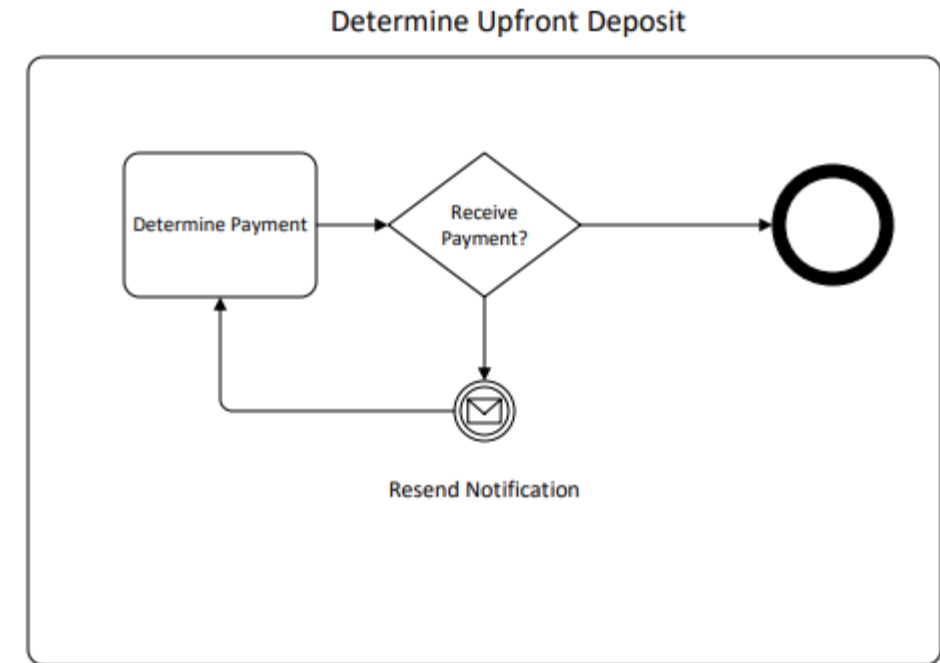 Determine Upfront Deposit
Determine Payment
Receive
Payment?
Resend Notification